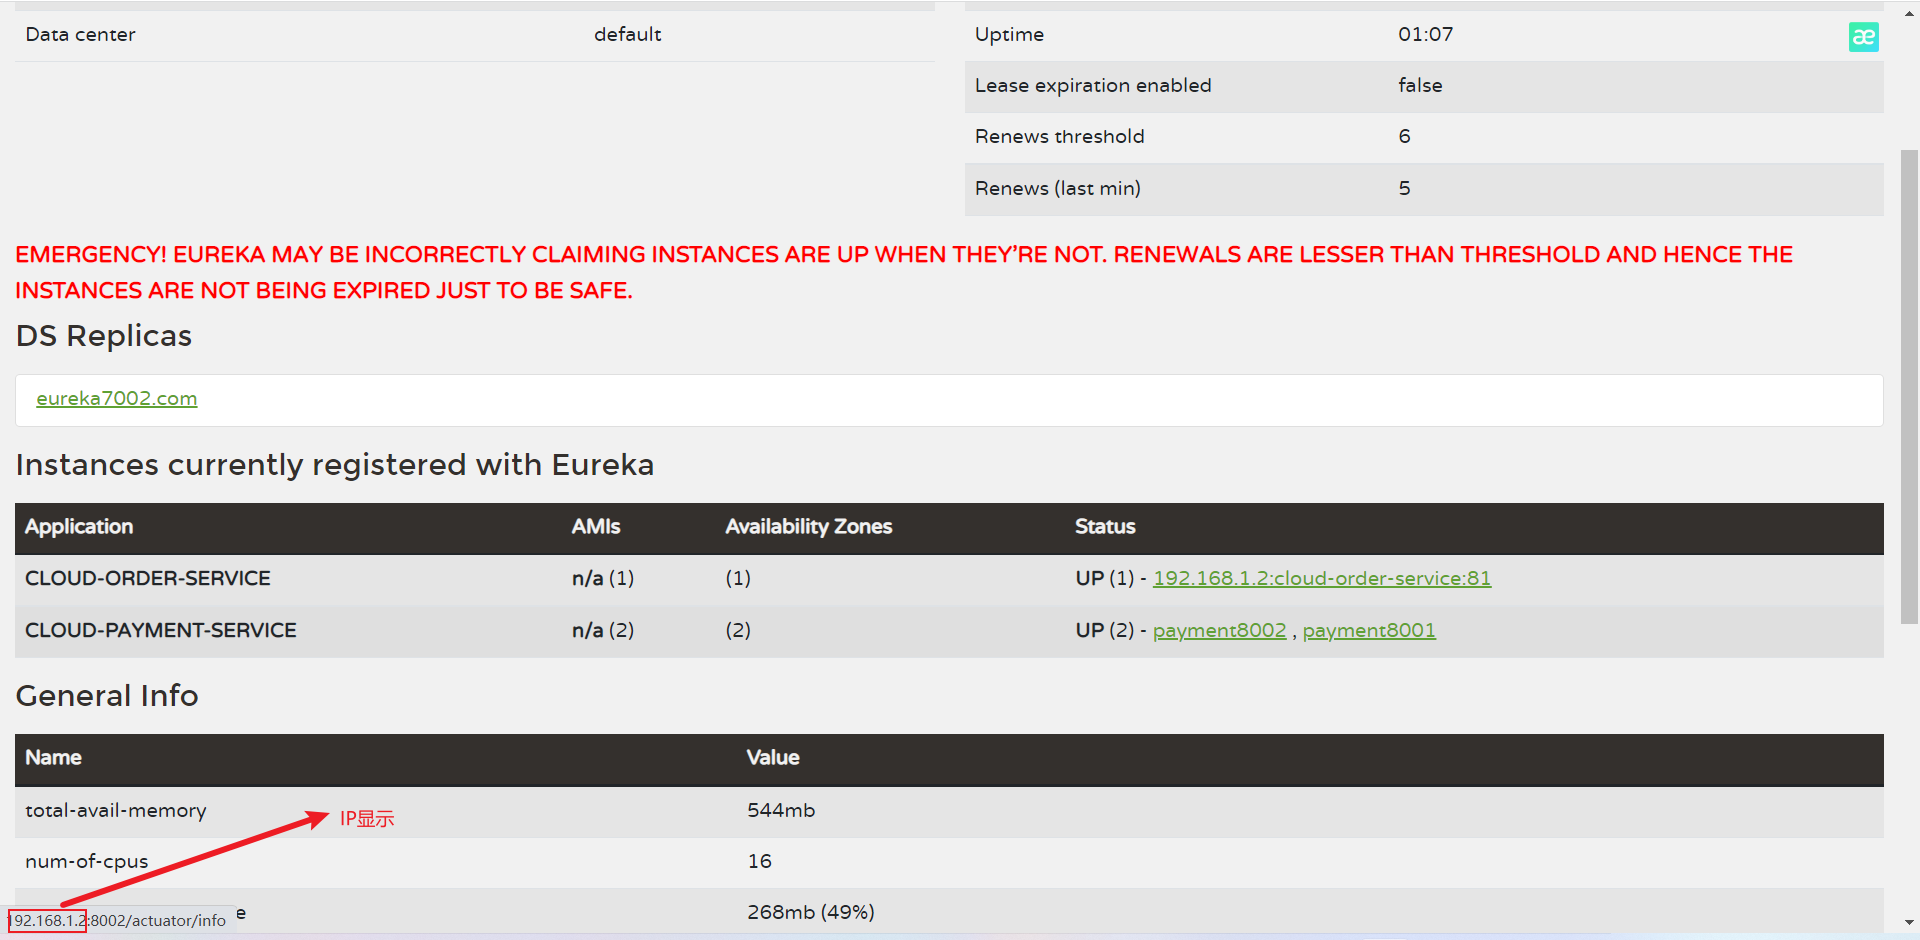 Data center default
Uptime 01:07
æ
Lease expiration enabled false
Renews threshold 6
Renews (last min) 5
EMERGENCY! EUREKA MAY BE INCORRECTLY CLAIMING INSTANCES ARE UP WHEN THEY’RE NOT. RENEWALS ARE LESSER THAN THRESHOLD AND HENCE THE
INSTANCES ARE NOT BEING EXPIRED JUST TO BE SAFE.
DS Replicas
eureka7002.com
Instances currently registered with Eureka
Application AMIs Availability Zones Status
CLOUD-ORDER-SERVICE n/a (1) (1) UP (1) - 192.168.1.2:cloud-order-service:81
CLOUD-PAYMENT-SERVICE n/a (2) (2) UP (2) - payment8002 , payment8001
General Info
Name Value
total-avail-memory 544mb
IP显示
num-of-cpus 16
e 268mb (49%)
192.168.1.2:8002/actuator/info